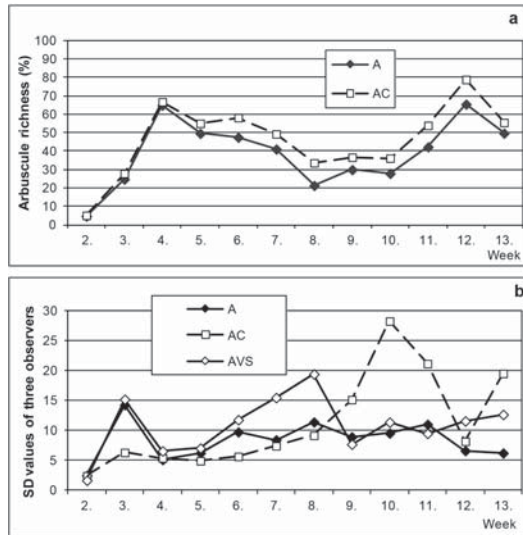 a
Arbuscule richness (%)
100
90
80
70
60
50
40
30
20
10
0
A
AC
2. 3. 4. 5. 6. 7. 8. 9. 10. 11. 12. 13.
Week
b
SD values of three observers
30
25
20
15
10
5
0
A
AC
AVS
2. 3. 4. 5. 6. 7. 8. 9. 10. 11. 12. 13.
Week